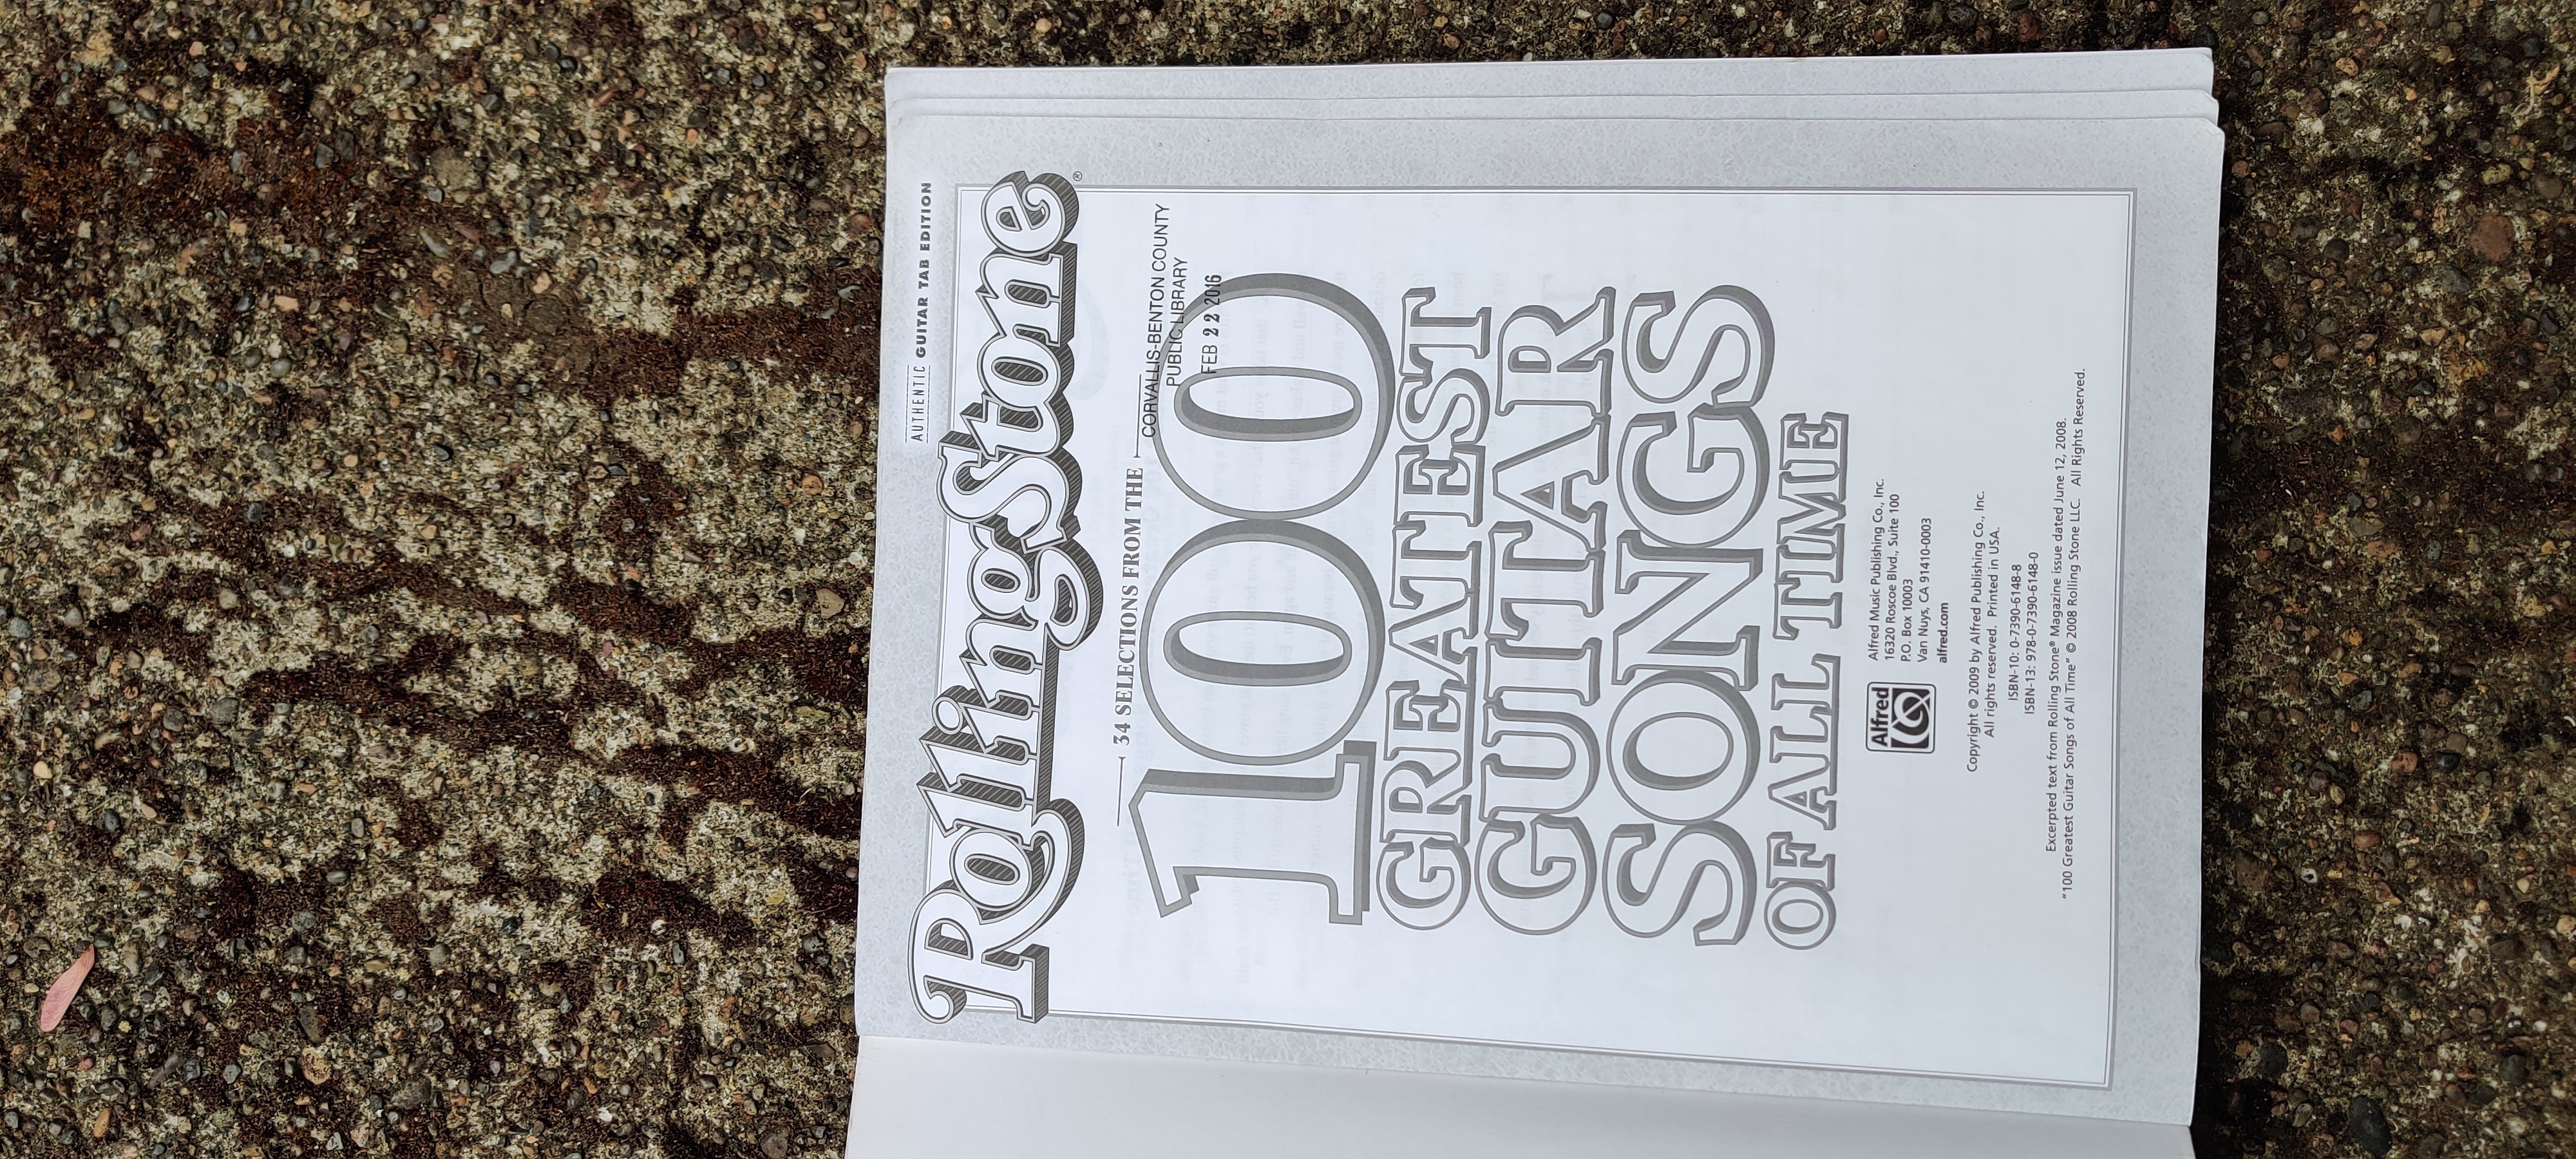 AUTHENTIC GUITAR TAB EDITION
RollingStone®
34 SELECTIONS FROM THE
CORVALLIS-BENTON COUNTY
PUBLIC LIBRARY
FEB 22 2016
100
GREATEST
GUITAR
SONGS
OF ALL TIME
Alfred
Alfred Music Publishing Co., Inc.
16320 Roscoe Blvd., Suite 100
P.O. Box 10003
Van Nuys, CA 91410-0003
alfred.com
Copyright © 2009 by Alfred Publishing Co., Inc.
All rights reserved. Printed in USA.
ISBN-10: 0-7390-6148-8
ISBN-13: 978-0-7390-6148-0
Excerpted text from Rolling Stone® Magazine issue dated June 12, 2008.
"100 Greatest Guitar Songs of All Time" © 2008 Rolling Stone LLC. All Rights Reserved.